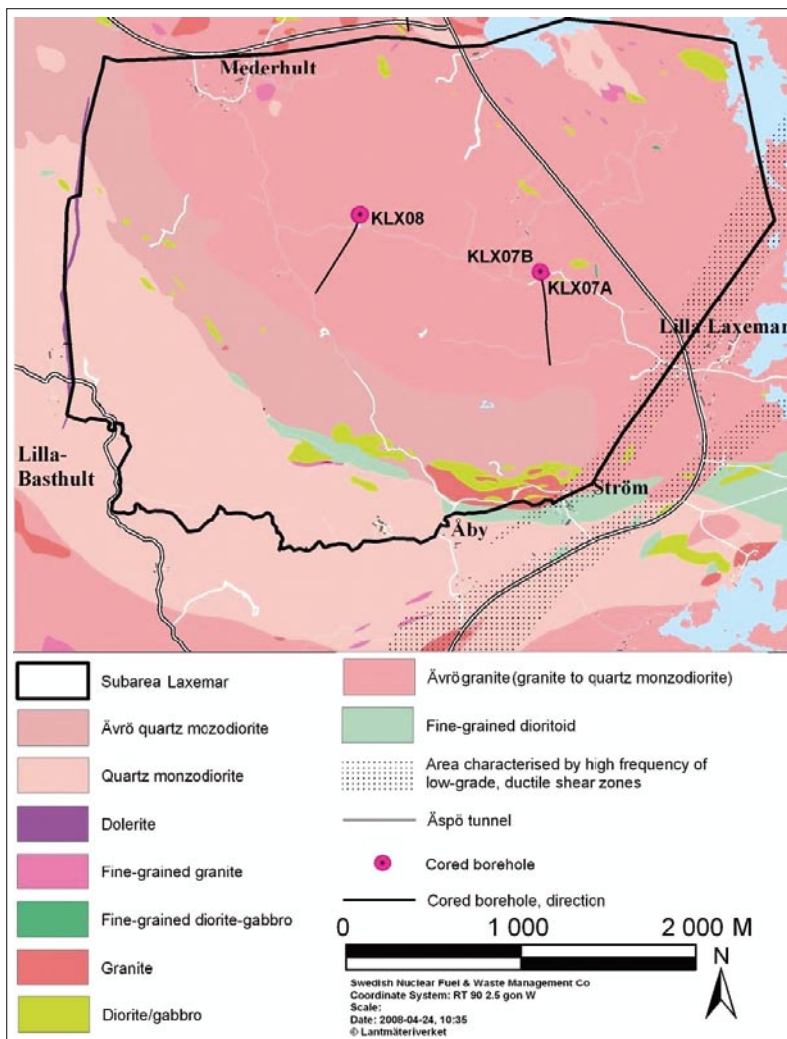 Mederhult
KLX08
KLX07B
KLX07A
Lilla Laxemar
Lilla-
Basthult
Ström
Åby
Subarea Laxemar
Ävrö quartz mozodiorite
Quartz monzodiorite
Dolerite
Fine-grained granite
Fine-grained diorite-gabbro
Granite
Diorite/gabbro
Ävrögranite(granite to quartz monzodiorite)
Fine-grained dioritoid
Area characterised by high frequency of
low-grade, ductile shear zones
Äspö tunnel
Cored borehole
Cored borehole, direction
0 1 000 2 000 M
N
Swedish Nuclear Fuel & Waste Management Co
Coordinate System: RT 90 2.5 gon W
Scale:
Date: 2008-04-24, 10:35
© Lantmäteriverket